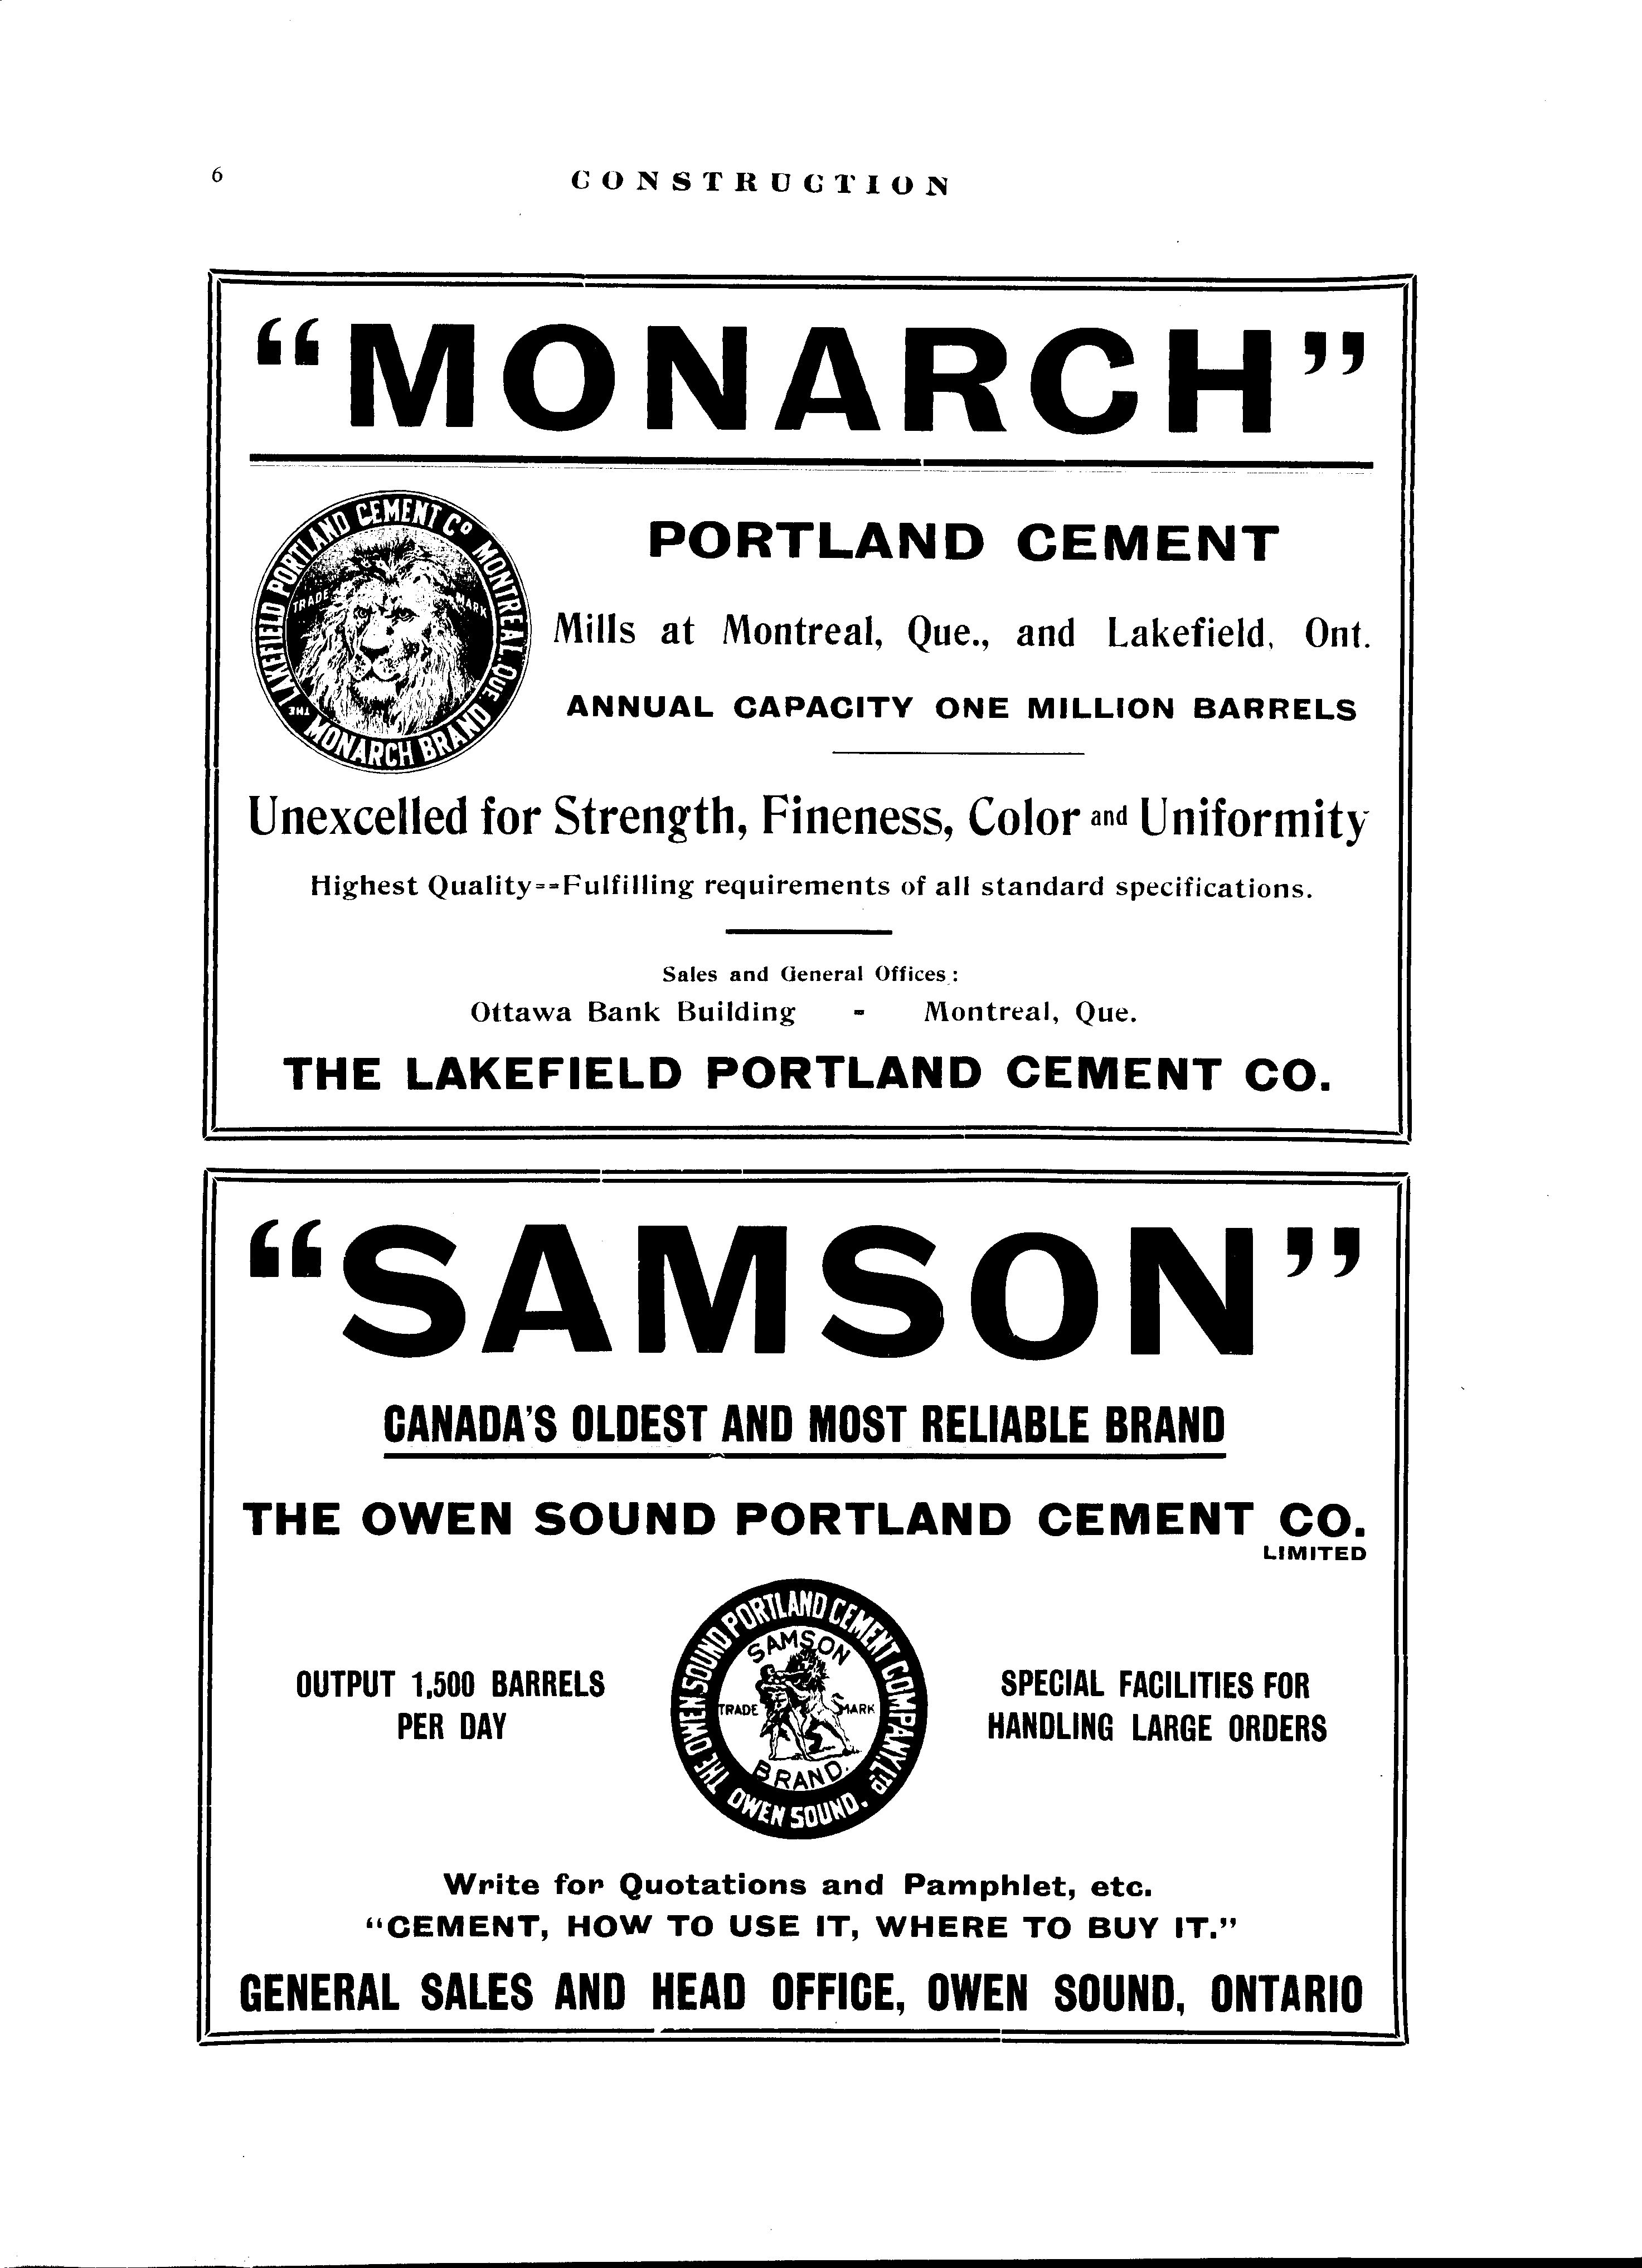 6
CONSTRUCTION
“MONARCH”
THE LAKEFIELD PORTLAND CEMENT Co MONTREAL. QUE.
TRADE MARK
MONARCH BRAND
PORTLAND CEMENT
Mills at Montreal, Que., and Lakefield, Ont.
ANNUAL CAPACITY ONE MILLION BARRELS
Unexcelled for Strength, Fineness, Color and Uniformity
Highest Quality==Fulfilling requirements of all standard specifications.
Sales and General Offices:
Ottawa Bank Building - Montreal, Que.
THE LAKEFIELD PORTLAND CEMENT CO.
“SAMSON”
CANADA'S OLDEST AND MOST RELIABLE BRAND
THE OWEN SOUND PORTLAND CEMENT CO.
LIMITED
OUTPUT 1,500 BARRELS
PER DAY
THE OWEN SOUND PORTLAND CEMENT COMPANY, LTD
SAMSON
TRADE MARK
BRAND.
OWEN SOUND.
SPECIAL FACILITIES FOR
HANDLING LARGE ORDERS
Write for Quotations and Pamphlet, etc.
“CEMENT, HOW TO USE IT, WHERE TO BUY IT.”
GENERAL SALES AND HEAD OFFICE, OWEN SOUND, ONTARIO